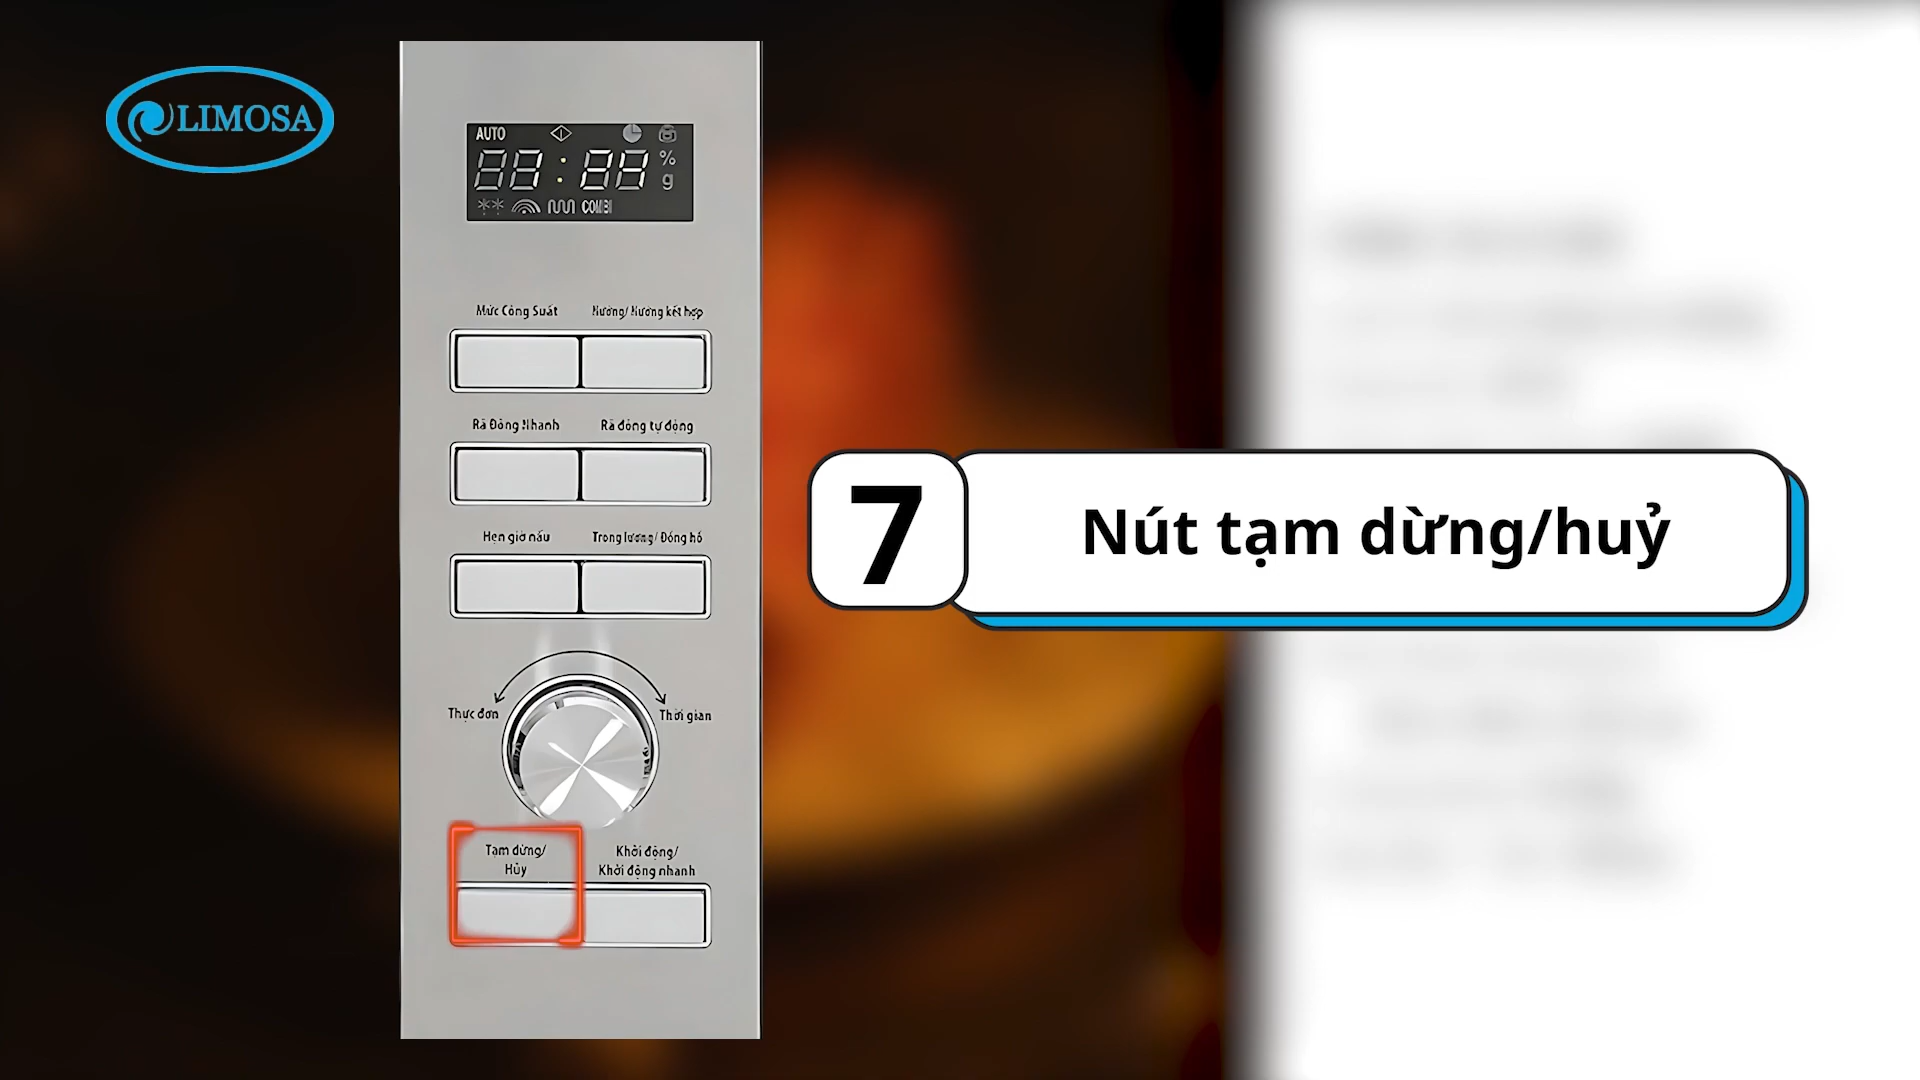 LIMOSA
AUTO
%
g
COMBI
Mức Công Suất
Nướng/ Nướng kết hợp
Rã Đông Nhanh
Rã đông tự động
Hẹn giờ nấu
Trọng lượng/ Đồng hồ
Thực đơn
Thời gian
Tạm dừng/
Hủy
Khởi động/
Khởi động nhanh
7
Nút tạm dừng/huỷ